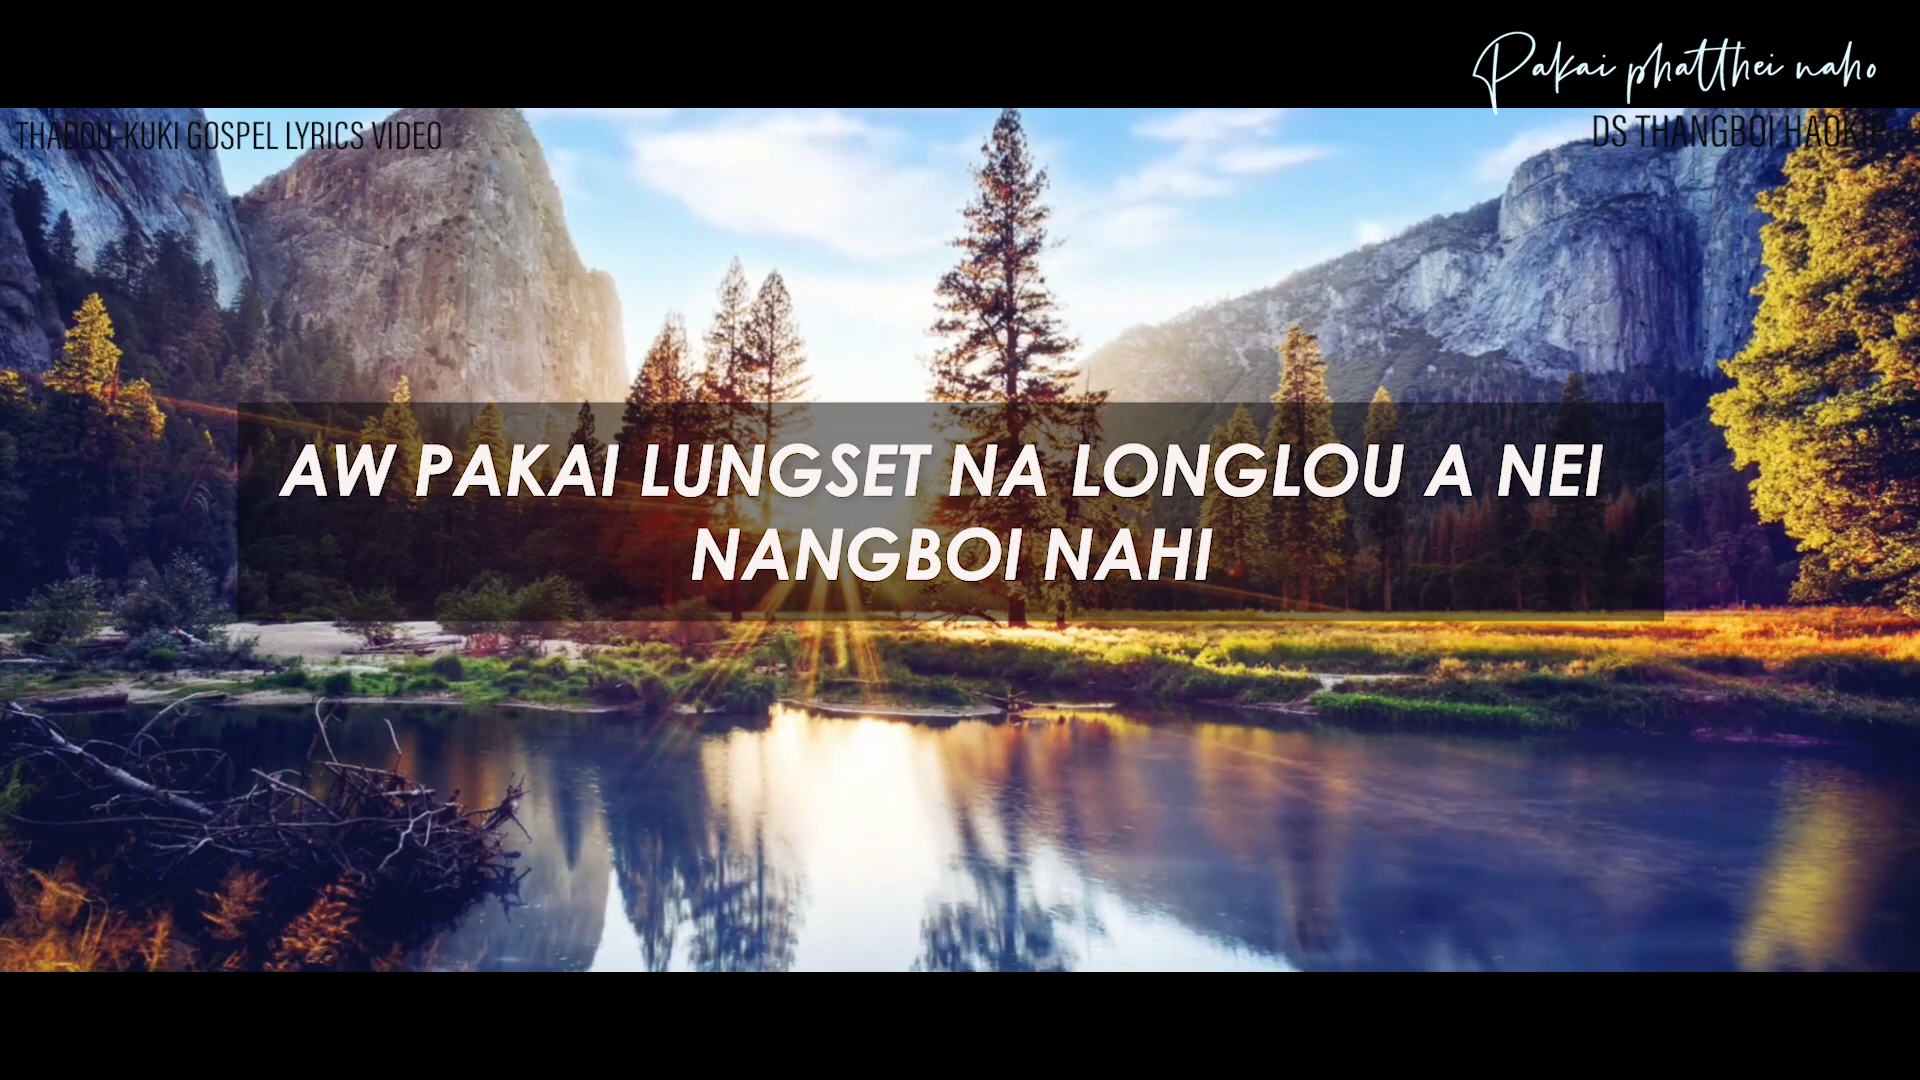 Pakai phatthei naho
THADOU-KUKI GOSPEL LYRICS VIDEO
DS THANGBOI HAOKIP
AW PAKAI LUNGSET NA LONGLOU A NEI
NANGBOI NAHI